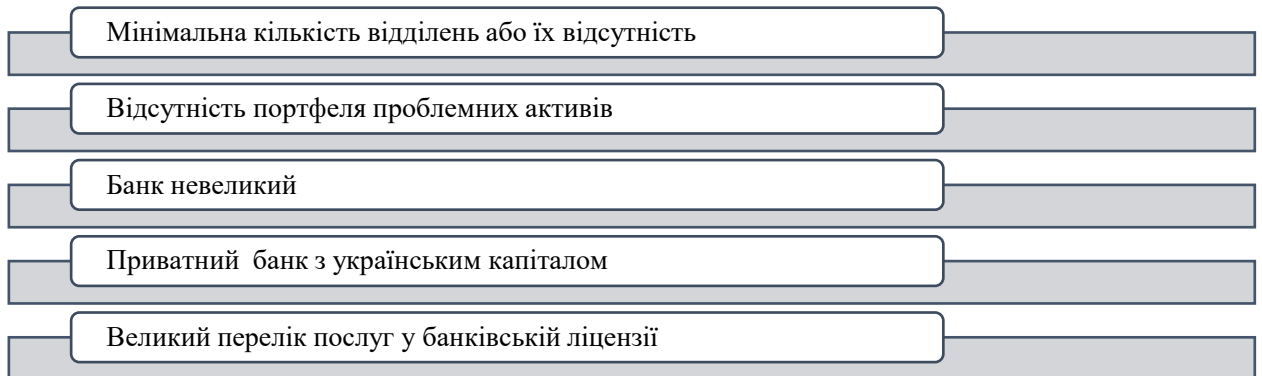 Мінімальна кількість відділень або їх відсутність
Відсутність портфеля проблемних активів
Банк невеликий
Приватний  банк з українським капіталом
Великий перелік послуг у банківській ліцензії